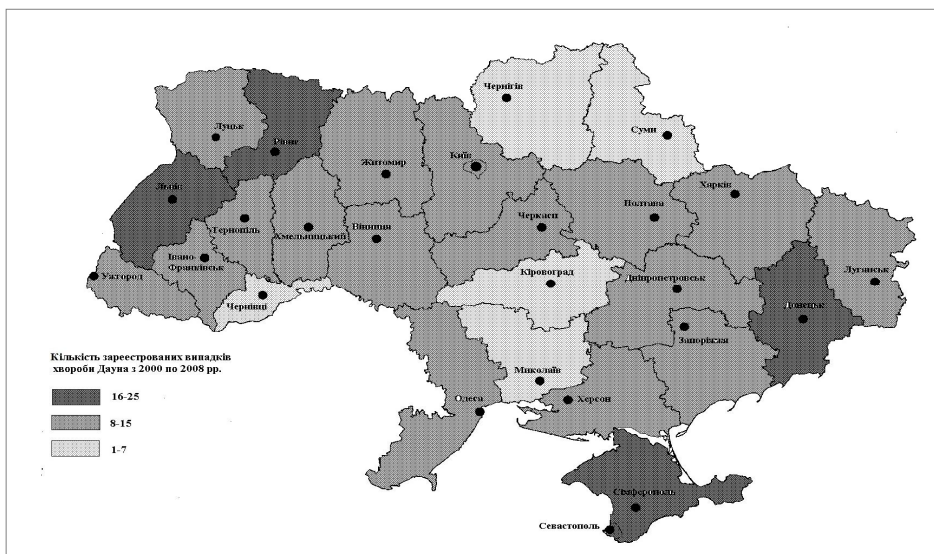 Чернігів
Суми
Луцьк
Рівне
Київ
Житомир
Харків
Львів
Полтава
Черкаси
Тернопіль
Хмельницький
Вінниця
Івано-
Франківськ
Ужгород
Кіровоград
Дніпропетровськ
Луганськ
Чернівці
Донецьк
Запоріжжя
Кількість зареєстрованих випадків
хвороби Дауна з 2000 по 2008 рр.
Миколаїв
16-25
Одеса
Херсон
8-15
1-7
Сімферополь
Севастополь